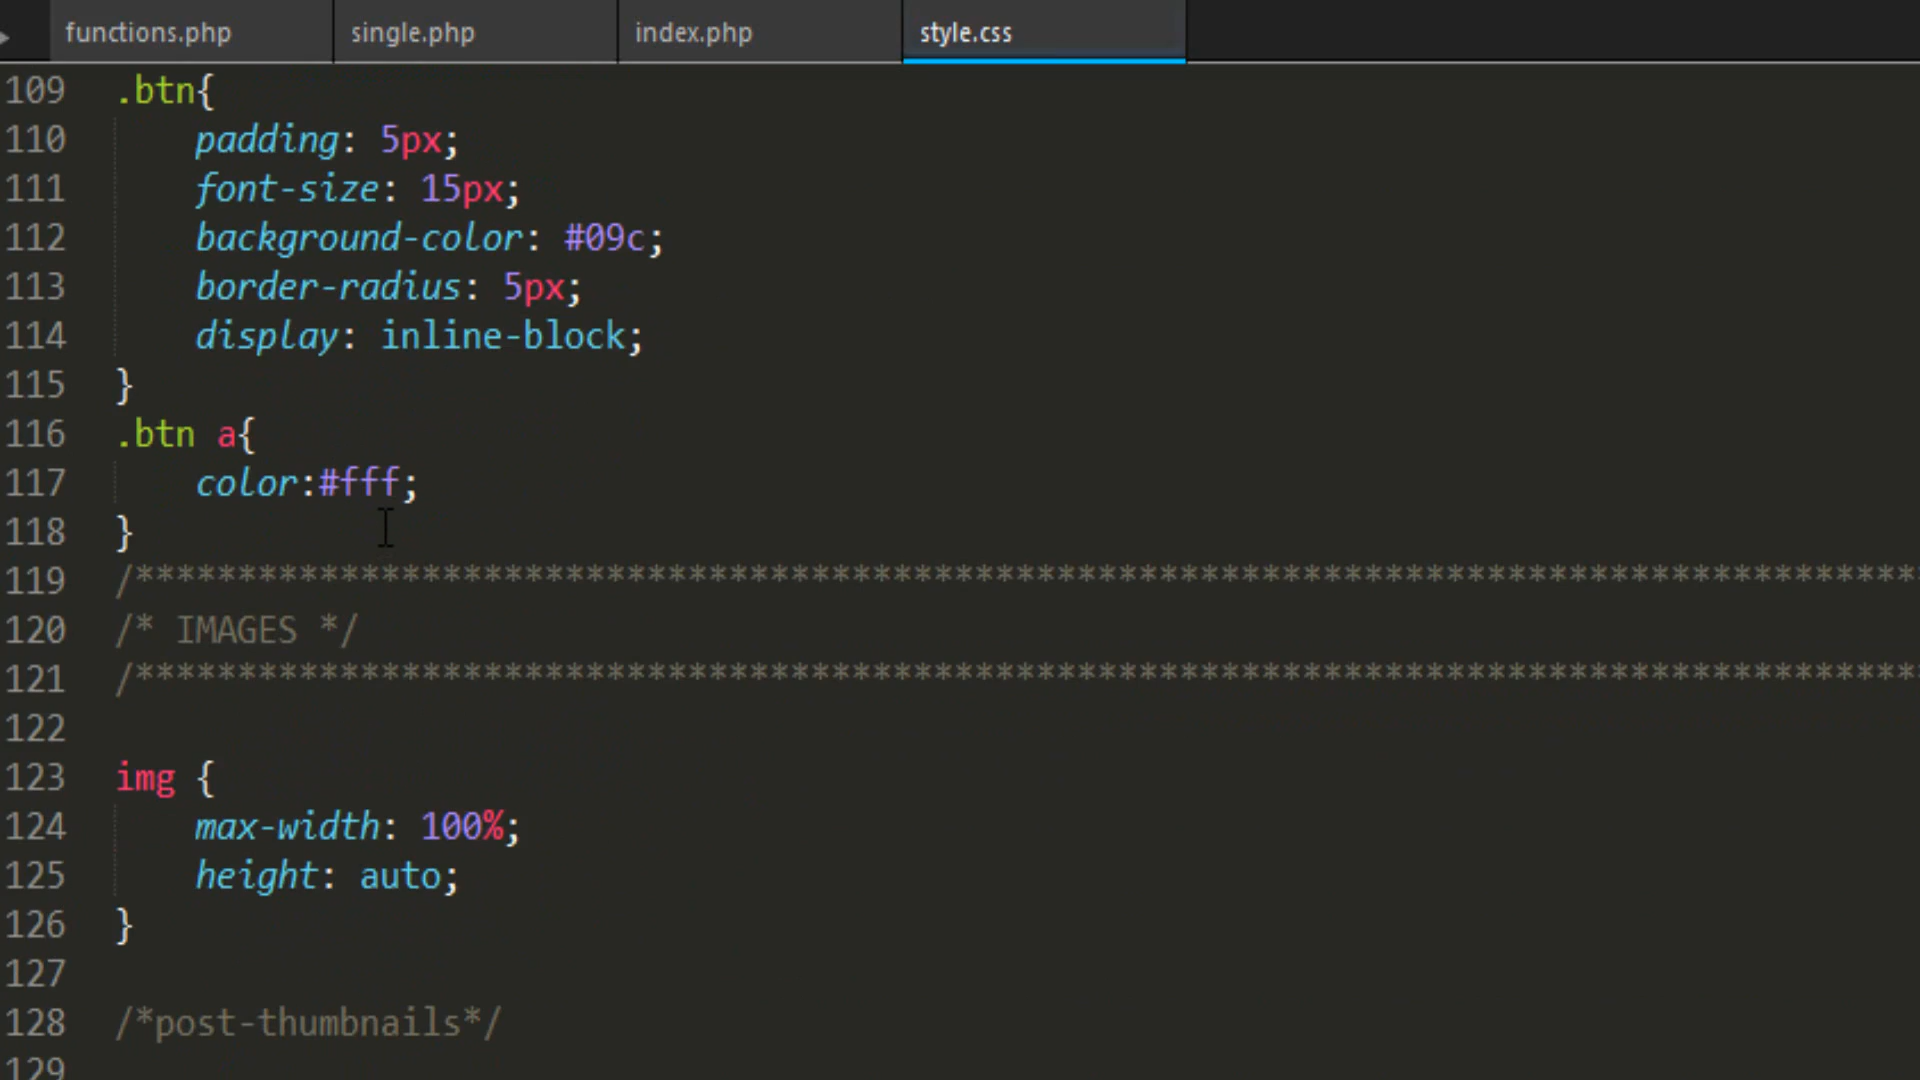 functions.php single.php index.php style.css
109 .btn{
110 padding: 5px;
111 font-size: 15px;
112 background-color: #09c;
113 border-radius: 5px;
114 display: inline-block;
115 }
116 .btn a{
117 color:#fff;
118 }
119 /***************************************************************************************
120 /* IMAGES */
121 /***************************************************************************************
122
123 img {
124 max-width: 100%;
125 height: auto;
126 }
127
128 /*post-thumbnails*/
129